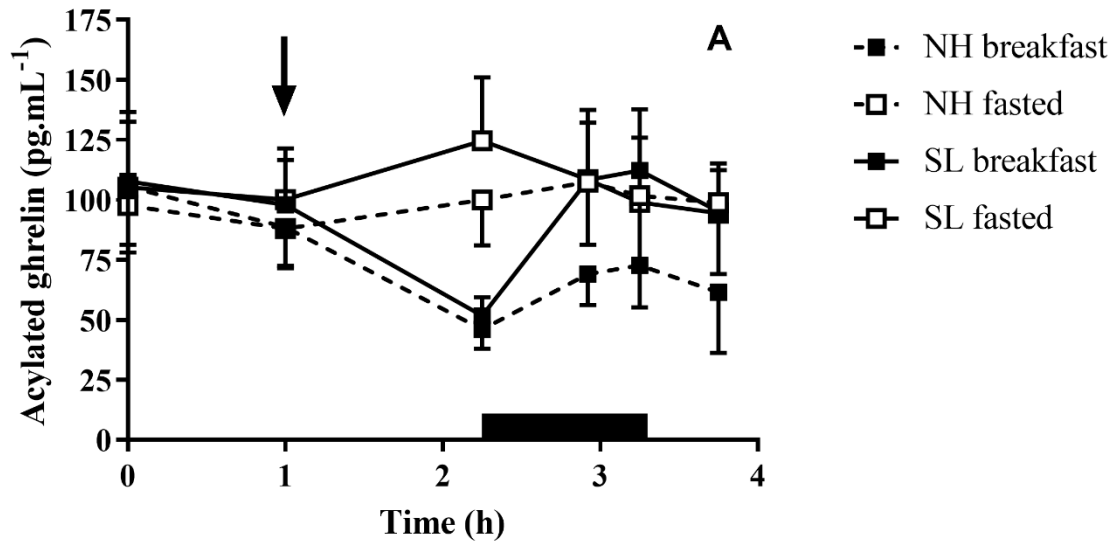 A
175
150
125
100
75
50
25
0
Acylated ghrelin (pg.mL⁻¹)
0 1 2 3 4
Time (h)
NH breakfast
NH fasted
SL breakfast
SL fasted